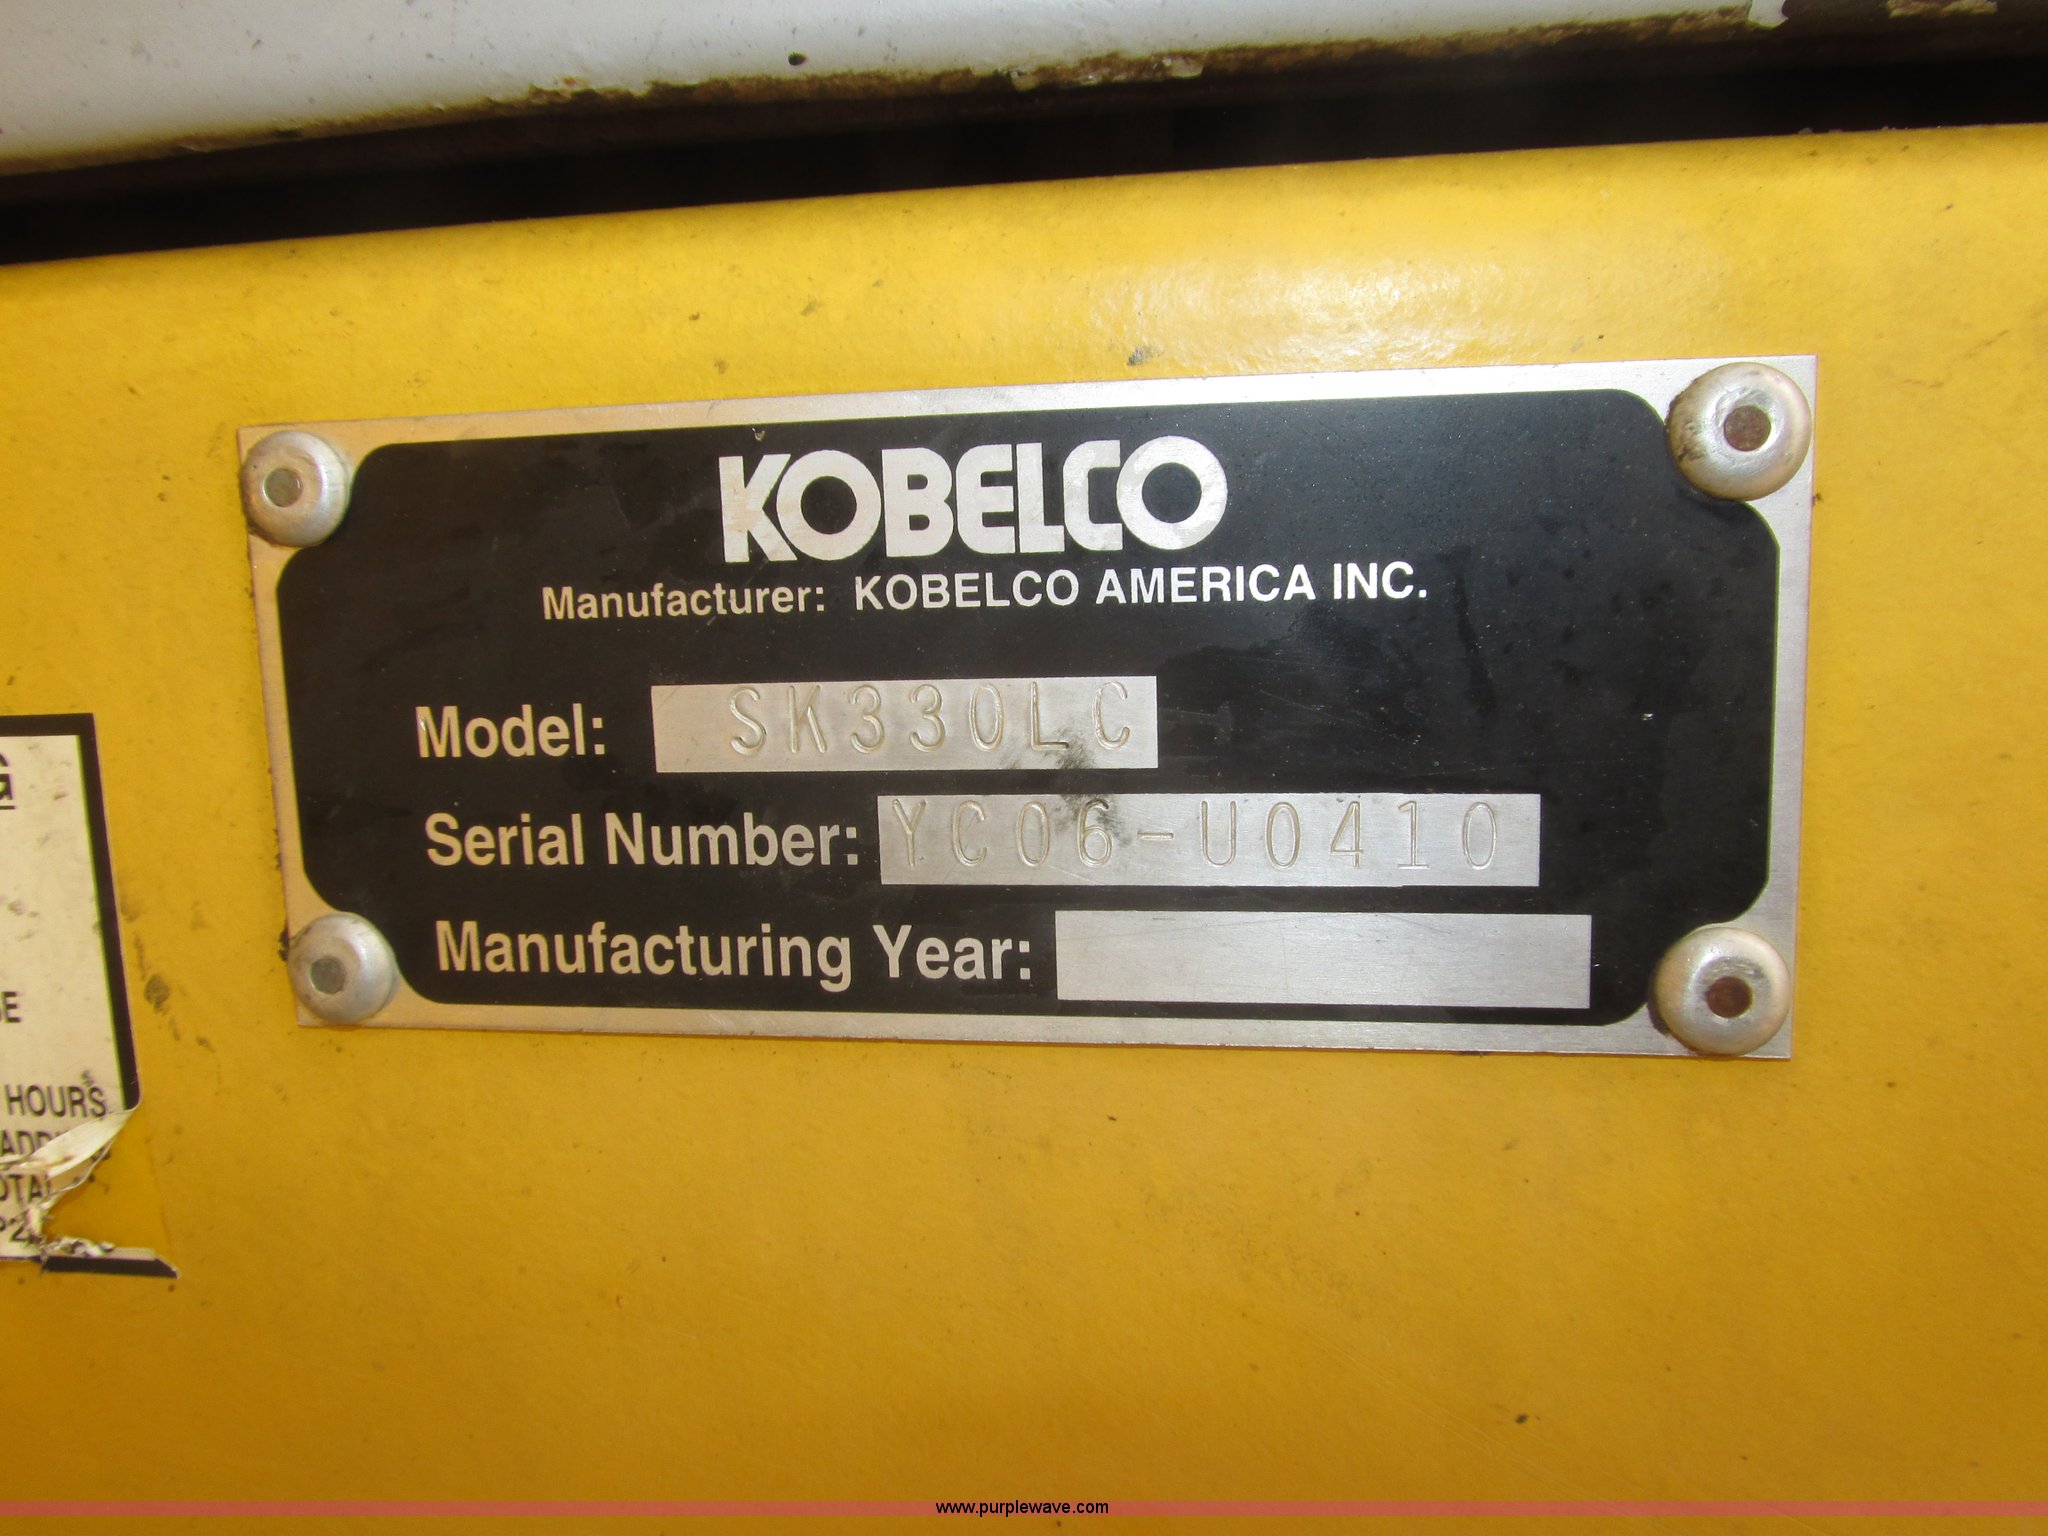 KOBELCO
Manufacturer: KOBELCO AMERICA INC.
Model: SK330LC
Serial Number: YC06-U0410
Manufacturing Year:
HOURS
www.purplewave.com